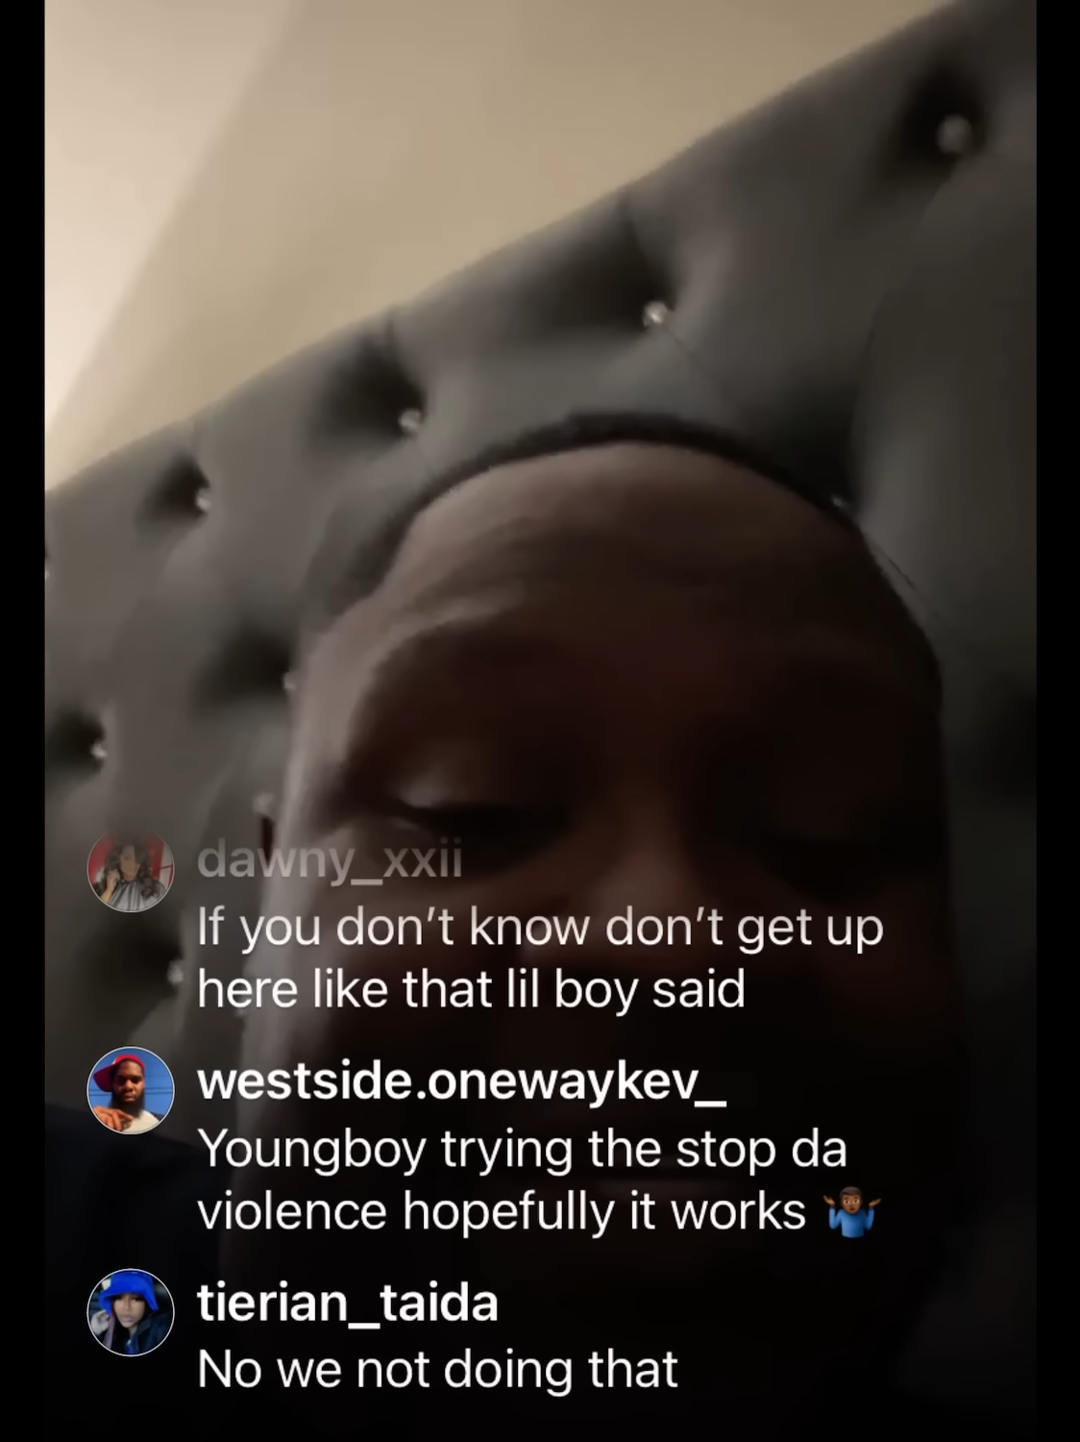 dawny_xxii
If you don’t know don’t get up
here like that lil boy said
westside.onewaykev_
Youngboy trying the stop da
violence hopefully it works 🤷🏾‍♂️
tierian_taida
No we not doing that